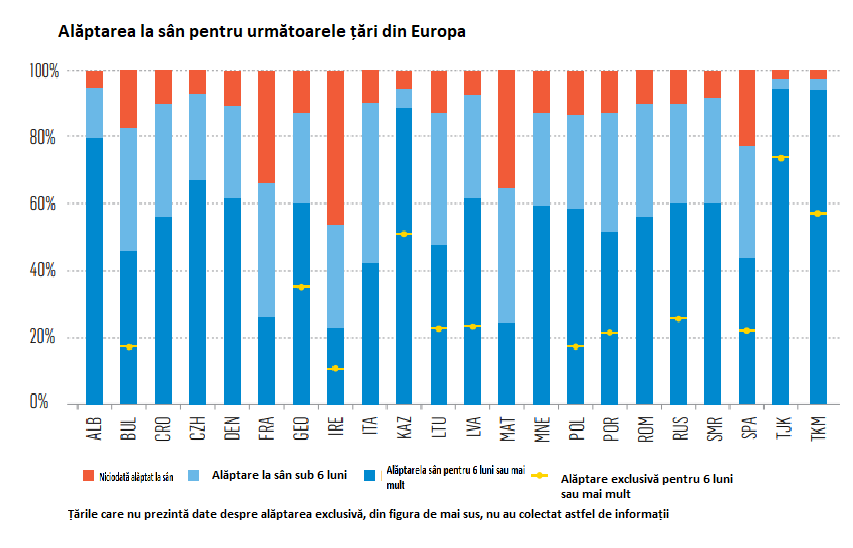 Alăptarea la sân pentru următoarele țări din Europa
100%
80%
60%
40%
20%
0%
ALB BUL CRO CZH DEN FRA GEO IRE ITA KAZ LTU LVA MAT MNE POL POR ROM RUS SMR SPA TJK TKM
Niciodată alăptat la sân
Alăptare la sân sub 6 luni
Alăptarela sân pentru 6 luni sau mai
mult
Alăptare exclusivă pentru 6 luni
sau mai mult
Țările care nu prezintă date despre alăptarea exclusivă, din figura de mai sus, nu au colectat astfel de informații